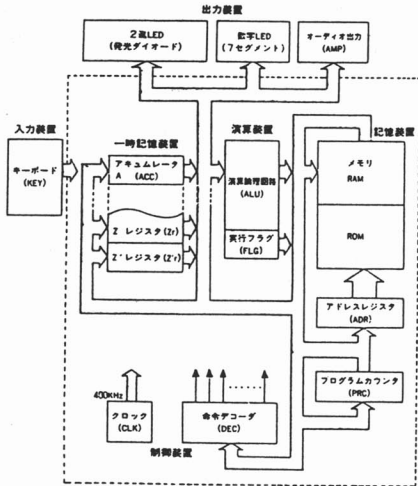 出力装置
2進LED
(発光ダイオード)
数字LED
(7セグメント)
オーディオ出力
(AMP)
入力装置
キーボード
(KEY)
一時記憶装置
アキュムレータ
A (ACC)
Z レジスタ(Zr)
Z' レジスタ(Z'r)
演算装置
演算論理回路
(ALU)
実行フラグ
(FLG)
記憶装置
メモリ
RAM
ROM
アドレスレジスタ
(ADR)
プログラムカウンタ
(PRC)
400KHz
クロック
(CLK)
命令デコーダ
(DEC)
制御装置